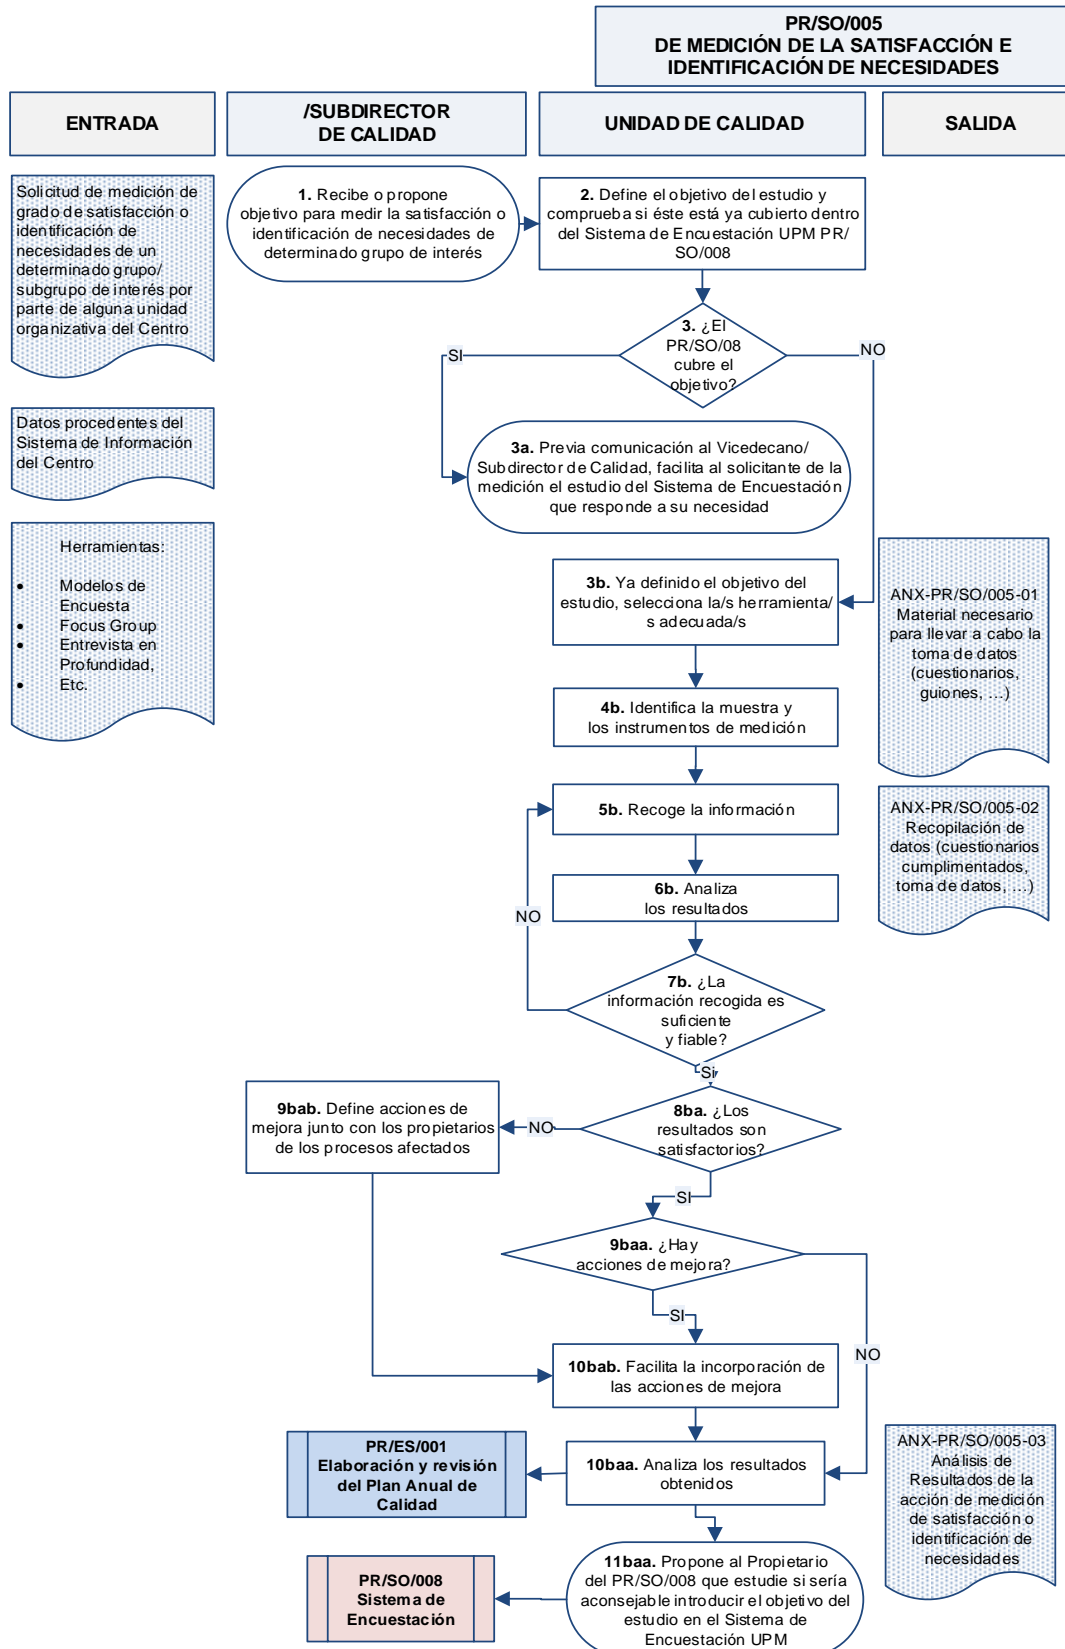 PR/SO/005
DE MEDICIÓN DE LA SATISFACCIÓN E
IDENTIFICACIÓN DE NECESIDADES
ENTRADA
/SUBDIRECTOR
DE CALIDAD
UNIDAD DE CALIDAD
SALIDA
Solicitud de medición de
grado de satisfacción o
identificación de
necesidades de un
determinado grupo/
subgrupo de interés por
parte de alguna unidad
organizativa del Centro
1. Recibe o propone
objetivo para medir la satisfacción o
identificación de necesidades de
determinado grupo de interés
2. Define el objetivo del estudio y
comprueba si éste está ya cubierto dentro
del Sistema de Encuestación UPM PR/
SO/008
3. ¿El
PR/SO/08
cubre el
objetivo?
SI
NO
Datos procedentes del
Sistema de Información
del Centro
3a. Previa comunicación al Vicedecano/
Subdirector de Calidad, facilita al solicitante de la
medición el estudio del Sistema de Encuestación
que responde a su necesidad
Herramientas:
• Modelos de
Encuesta
• Focus Group
• Entrevista en
Profundidad,
• Etc.
3b. Ya definido el objetivo del
estudio, selecciona la/s herramienta/
s adecuada/s
ANX-PR/SO/005-01
Material necesario
para llevar a cabo la
toma de datos
(cuestionarios,
guiones, ...)
4b. Identifica la muestra y
los instrumentos de medición
5b. Recoge la información
ANX-PR/SO/005-02
Recopilación de
datos (cuestionarios
cumplimentados,
toma de datos, ...)
6b. Analiza
los resultados
NO
7b. ¿La
información recogida es
suficiente
y fiable?
Si
8ba. ¿Los
resultados son
satisfactorios?
NO
9bab. Define acciones de
mejora junto con los propietarios
de los procesos afectados
SI
9baa. ¿Hay
acciones de mejora?
SI
NO
10bab. Facilita la incorporación de
las acciones de mejora
PR/ES/001
Elaboración y revisión
del Plan Anual de
Calidad
10baa. Analiza los resultados
obtenidos
ANX-PR/SO/005-03
Análisis de
Resultados de la
acción de medición
de satisfacción o
identificación de
necesidades
PR/SO/008
Sistema de
Encuestación
11baa. Propone al Propietario
del PR/SO/008 que estudie si sería
aconsejable introducir el objetivo del
estudio en el Sistema de
Encuestación UPM